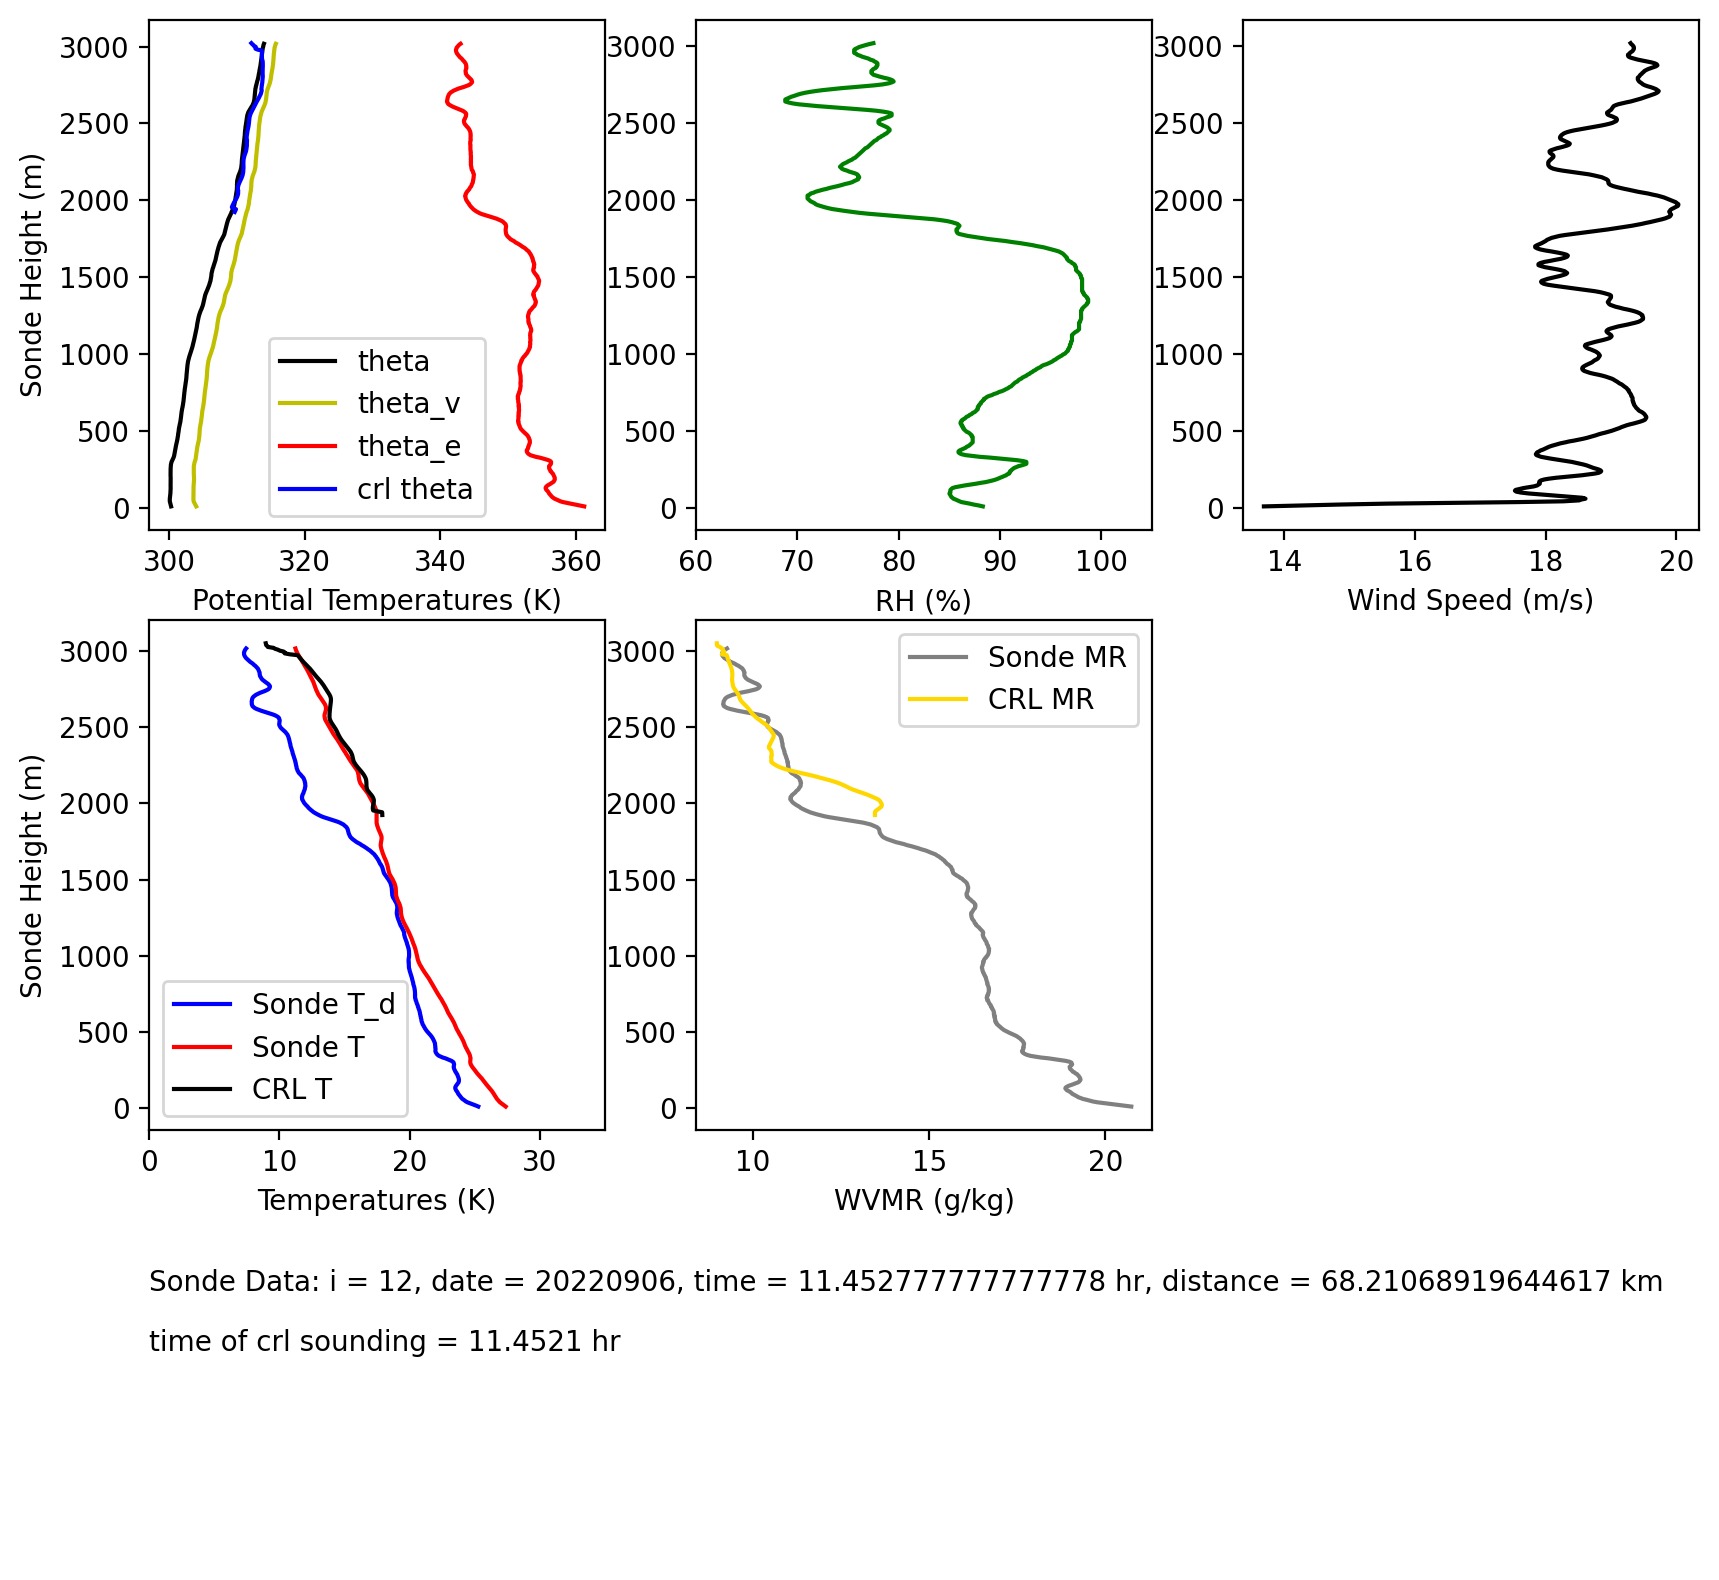 3000
2500
2000
1500
1000
500
0
Sonde Height (m)
300 320 340 360
Potential Temperatures (K)
theta
theta_v
theta_e
crl theta
3000
2500
2000
1500
1000
500
0
60 70 80 90 100
RH (%)
3000
2500
2000
1500
1000
500
0
14 16 18 20
Wind Speed (m/s)
3000
2500
2000
1500
1000
500
0
Sonde Height (m)
0 10 20 30
Temperatures (K)
Sonde T_d
Sonde T
CRL T
3000
2500
2000
1500
1000
500
0
10 15 20
WVMR (g/kg)
Sonde MR
CRL MR
Sonde Data: i = 12, date = 20220906, time = 11.452777777777778 hr, distance = 68.21068919644617 km
time of crl sounding = 11.4521 hr